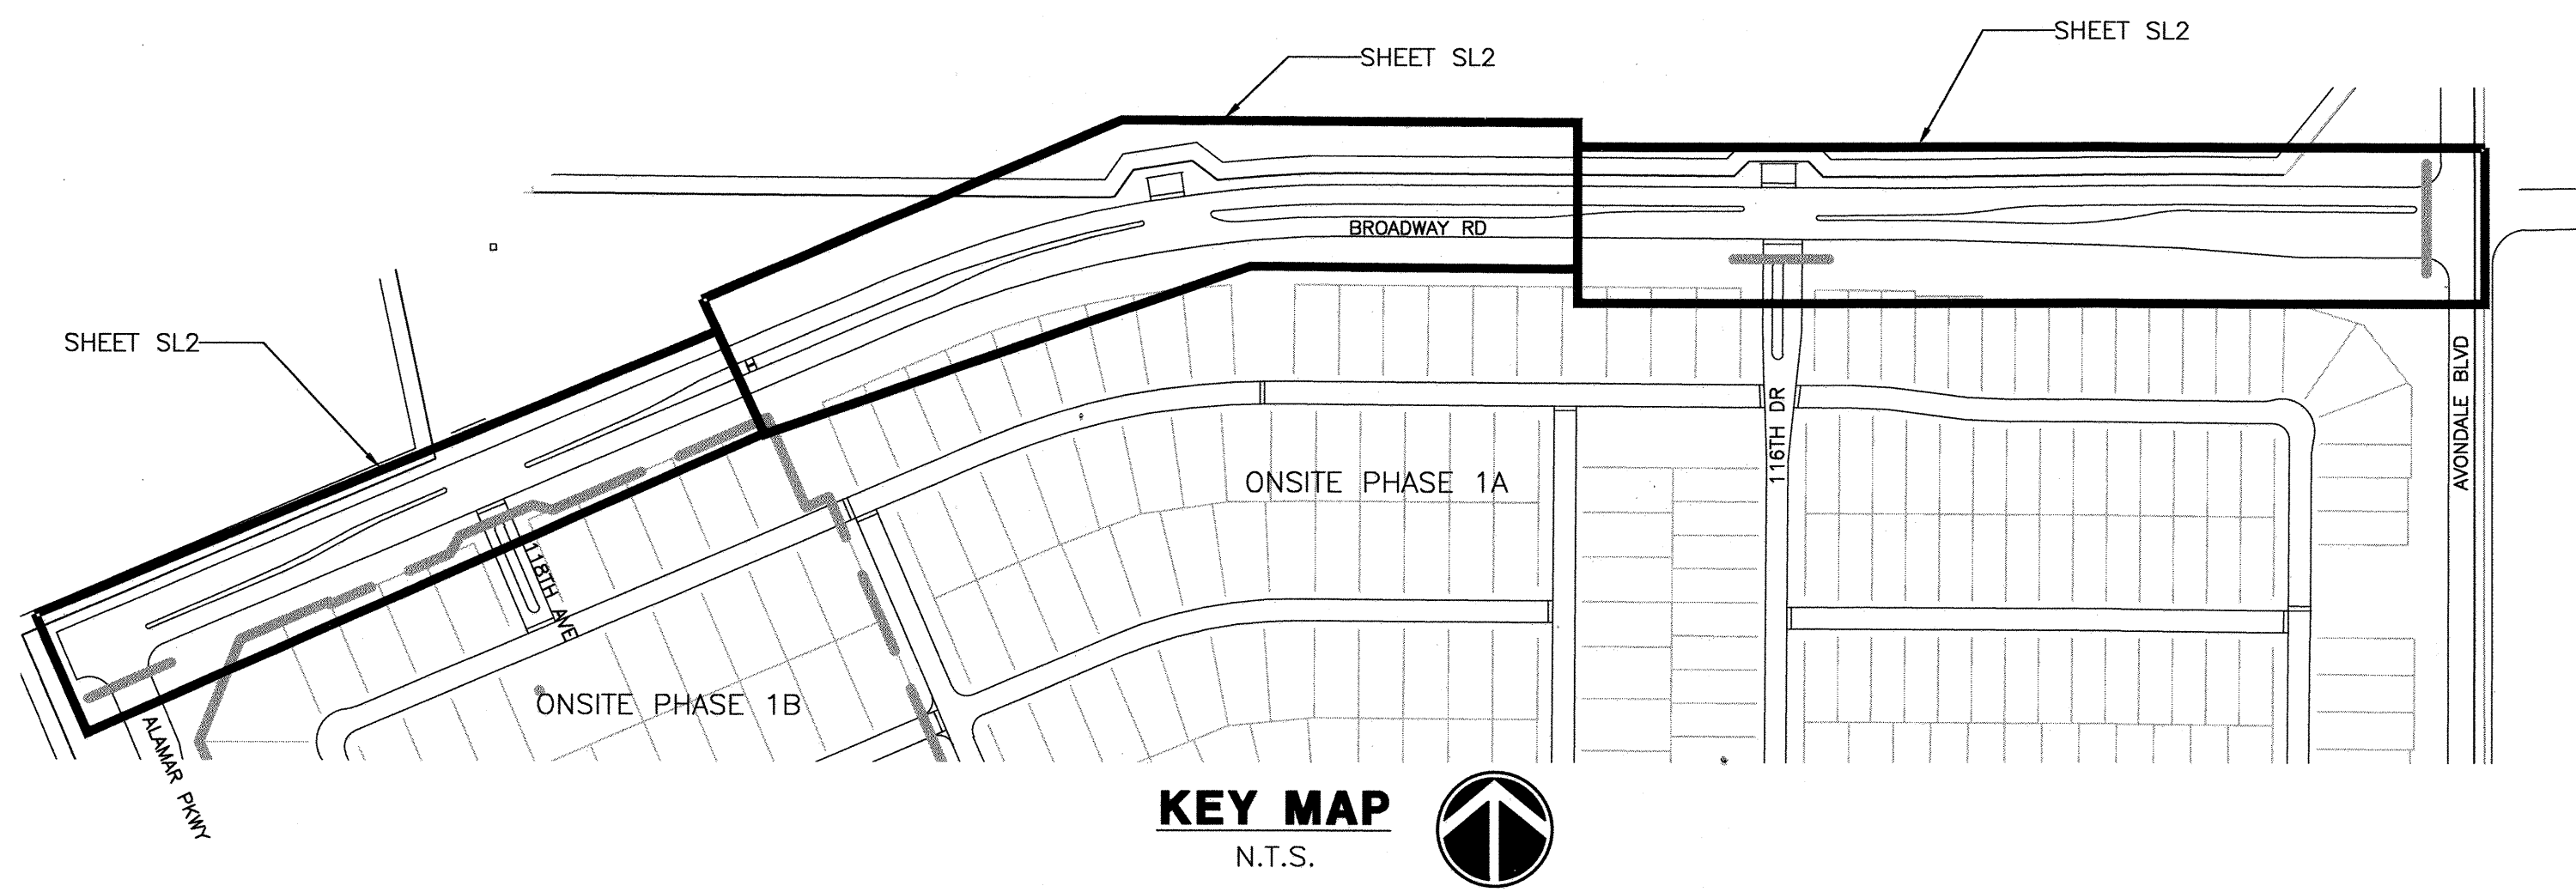 SHEET SL2
SHEET SL2
BROADWAY RD
SHEET SL2
AVONDALE BLVD
116TH DR
ONSITE PHASE 1A
118TH AVE
ONSITE PHASE 1B
ALAMAR PKWY
KEY MAP
N.T.S.